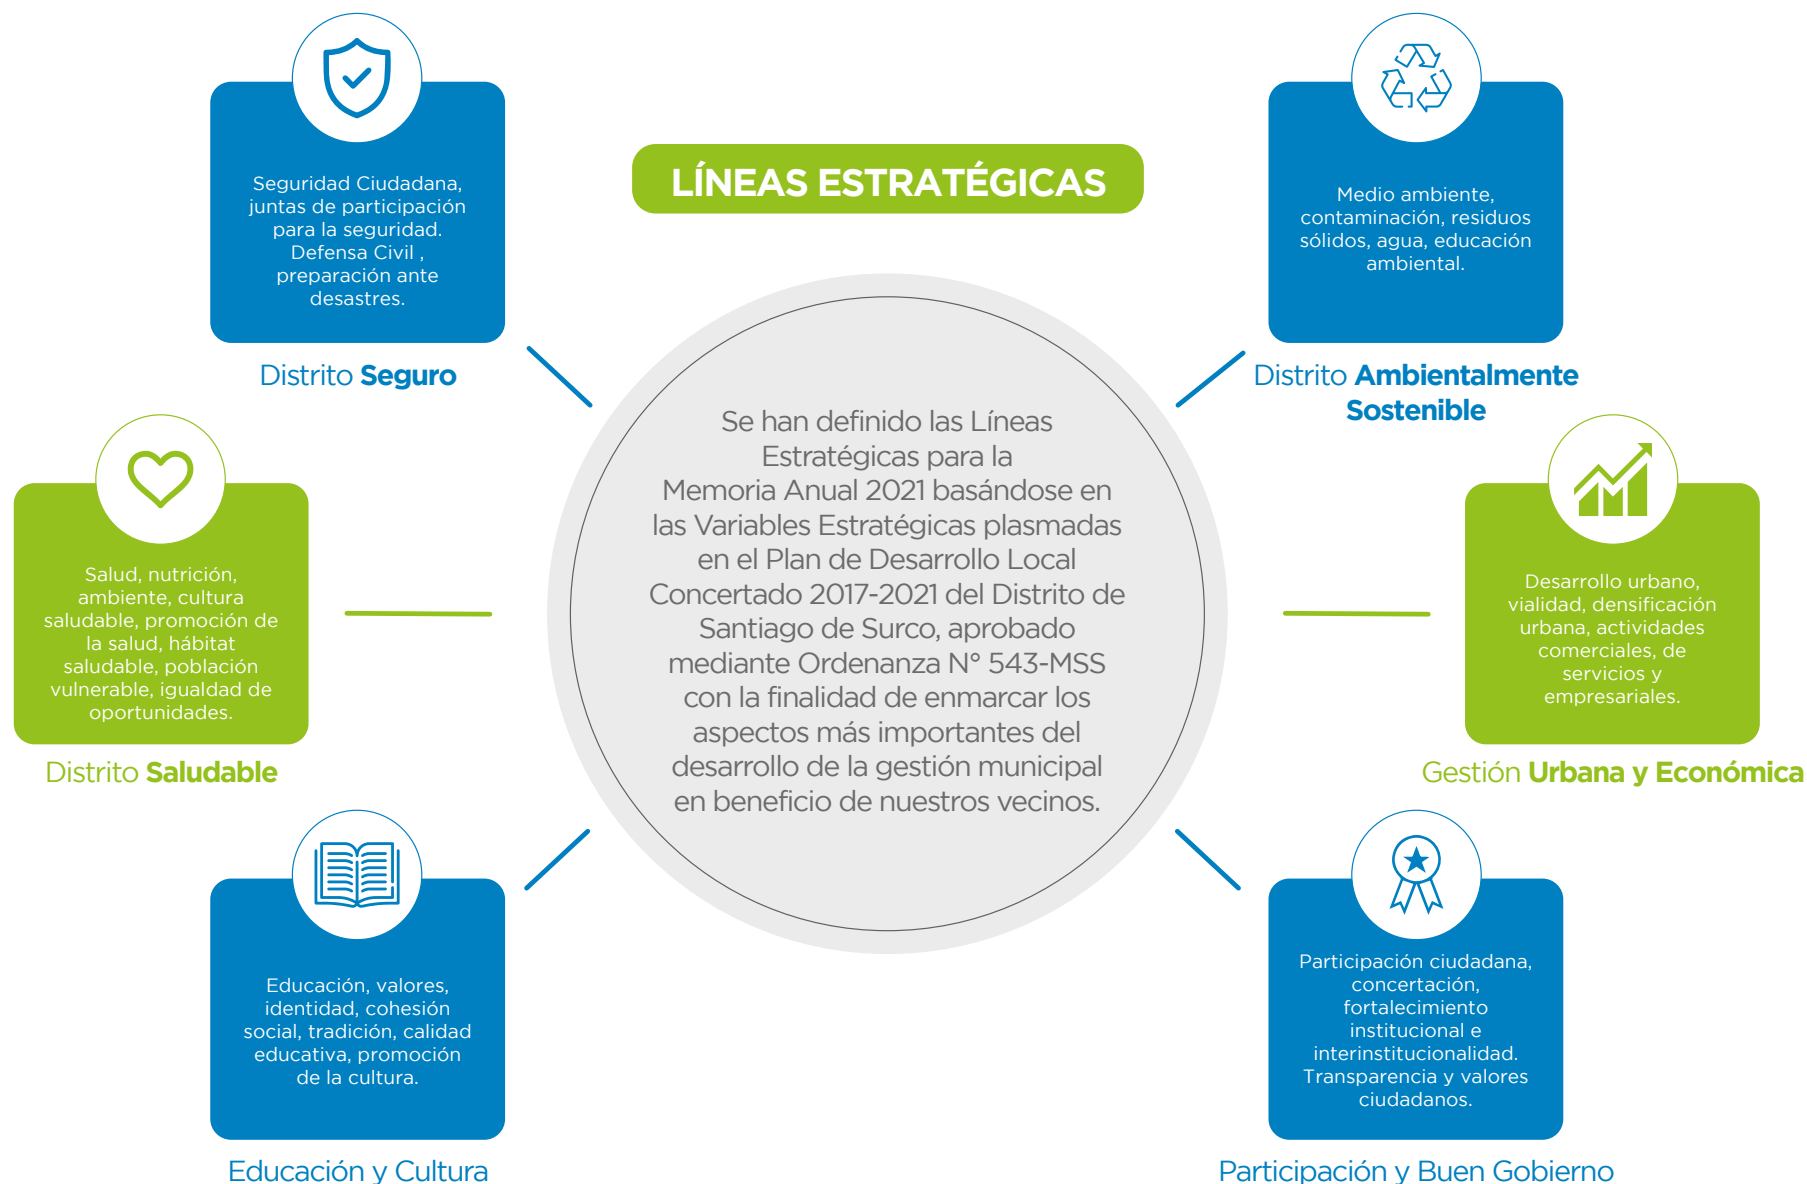 LÍNEAS ESTRATÉGICAS
Seguridad Ciudadana,
juntas de participación
para la seguridad.
Defensa Civil ,
preparación ante
desastres.
Distrito Seguro
Salud, nutrición,
ambiente, cultura
saludable, promoción de
la salud, hábitat
saludable, población
vulnerable, igualdad de
oportunidades.
Distrito Saludable
Educación, valores,
identidad, cohesión
social, tradición, calidad
educativa, promoción
de la cultura.
Educación y Cultura
Se han definido las Líneas
Estratégicas para la
Memoria Anual 2021 basándose en
las Variables Estratégicas plasmadas
en el Plan de Desarrollo Local
Concertado 2017-2021 del Distrito de
Santiago de Surco, aprobado
mediante Ordenanza N° 543-MSS
con la finalidad de enmarcar los
aspectos más importantes del
desarrollo de la gestión municipal
en beneficio de nuestros vecinos.
Medio ambiente,
contaminación, residuos
sólidos, agua, educación
ambiental.
Distrito Ambientalmente
Sostenible
Desarrollo urbano,
vialidad, densificación
urbana, actividades
comerciales, de
servicios y
empresariales.
Gestión Urbana y Económica
Participación ciudadana,
concertación,
fortalecimiento
institucional e
interinstitucionalidad.
Transparencia y valores
ciudadanos.
Participación y Buen Gobierno